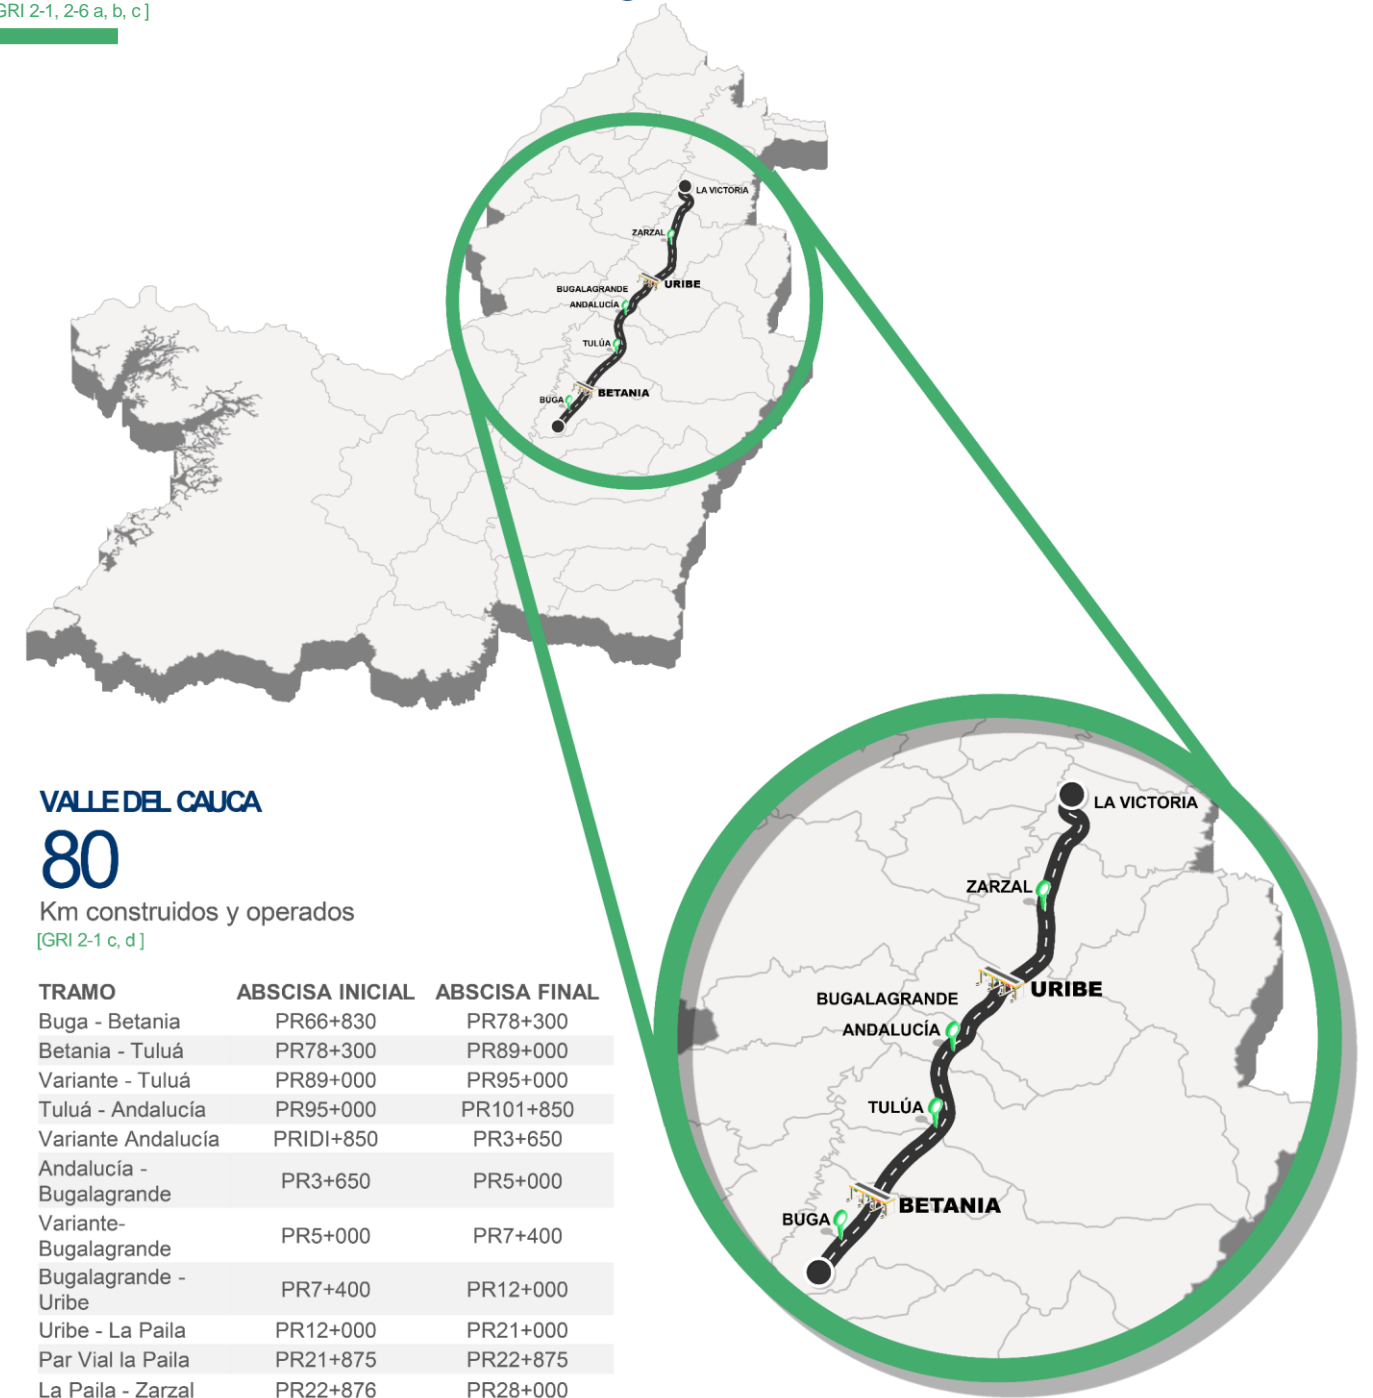 GRI 2-1, 2-6 a, b, c ]
LA VICTORIA
ZARZAL
URIBE
BUGALAGRANDE
ANDALUCÍA
TULÚA
BETANIA
BUGA
VALLE DEL CAUCA
80
Km construidos y operados
[GRI 2-1 c, d ]
TRAMO ABSCISA INICIAL ABSCISA FINAL
Buga - Betania PR66+830 PR78+300
Betania - Tuluá PR78+300 PR89+000
Variante - Tuluá PR89+000 PR95+000
Tuluá - Andalucía PR95+000 PR101+850
Variante Andalucía PRIDI+850 PR3+650
Andalucía -
Bugalagrande PR3+650 PR5+000
Variante-
Bugalagrande PR5+000 PR7+400
Bugalagrande -
Uribe PR7+400 PR12+000
Uribe - La Paila PR12+000 PR21+000
Par Vial la Paila PR21+875 PR22+875
La Paila - Zarzal PR22+876 PR28+000
LA VICTORIA
ZARZAL
URIBE
BUGALAGRANDE
ANDALUCÍA
TULÚA
BETANIA
BUGA